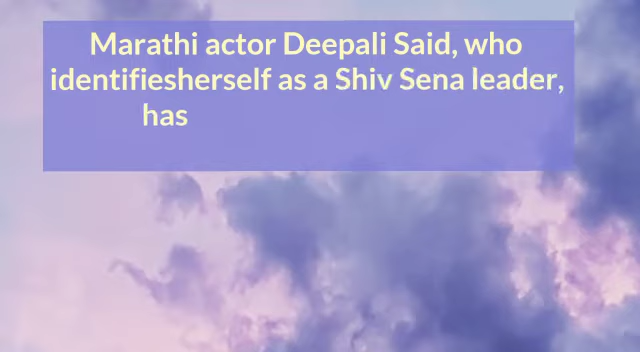 Marathi actor Deepali Said, who
identifiesherself as a Shiv Sena leader,
has